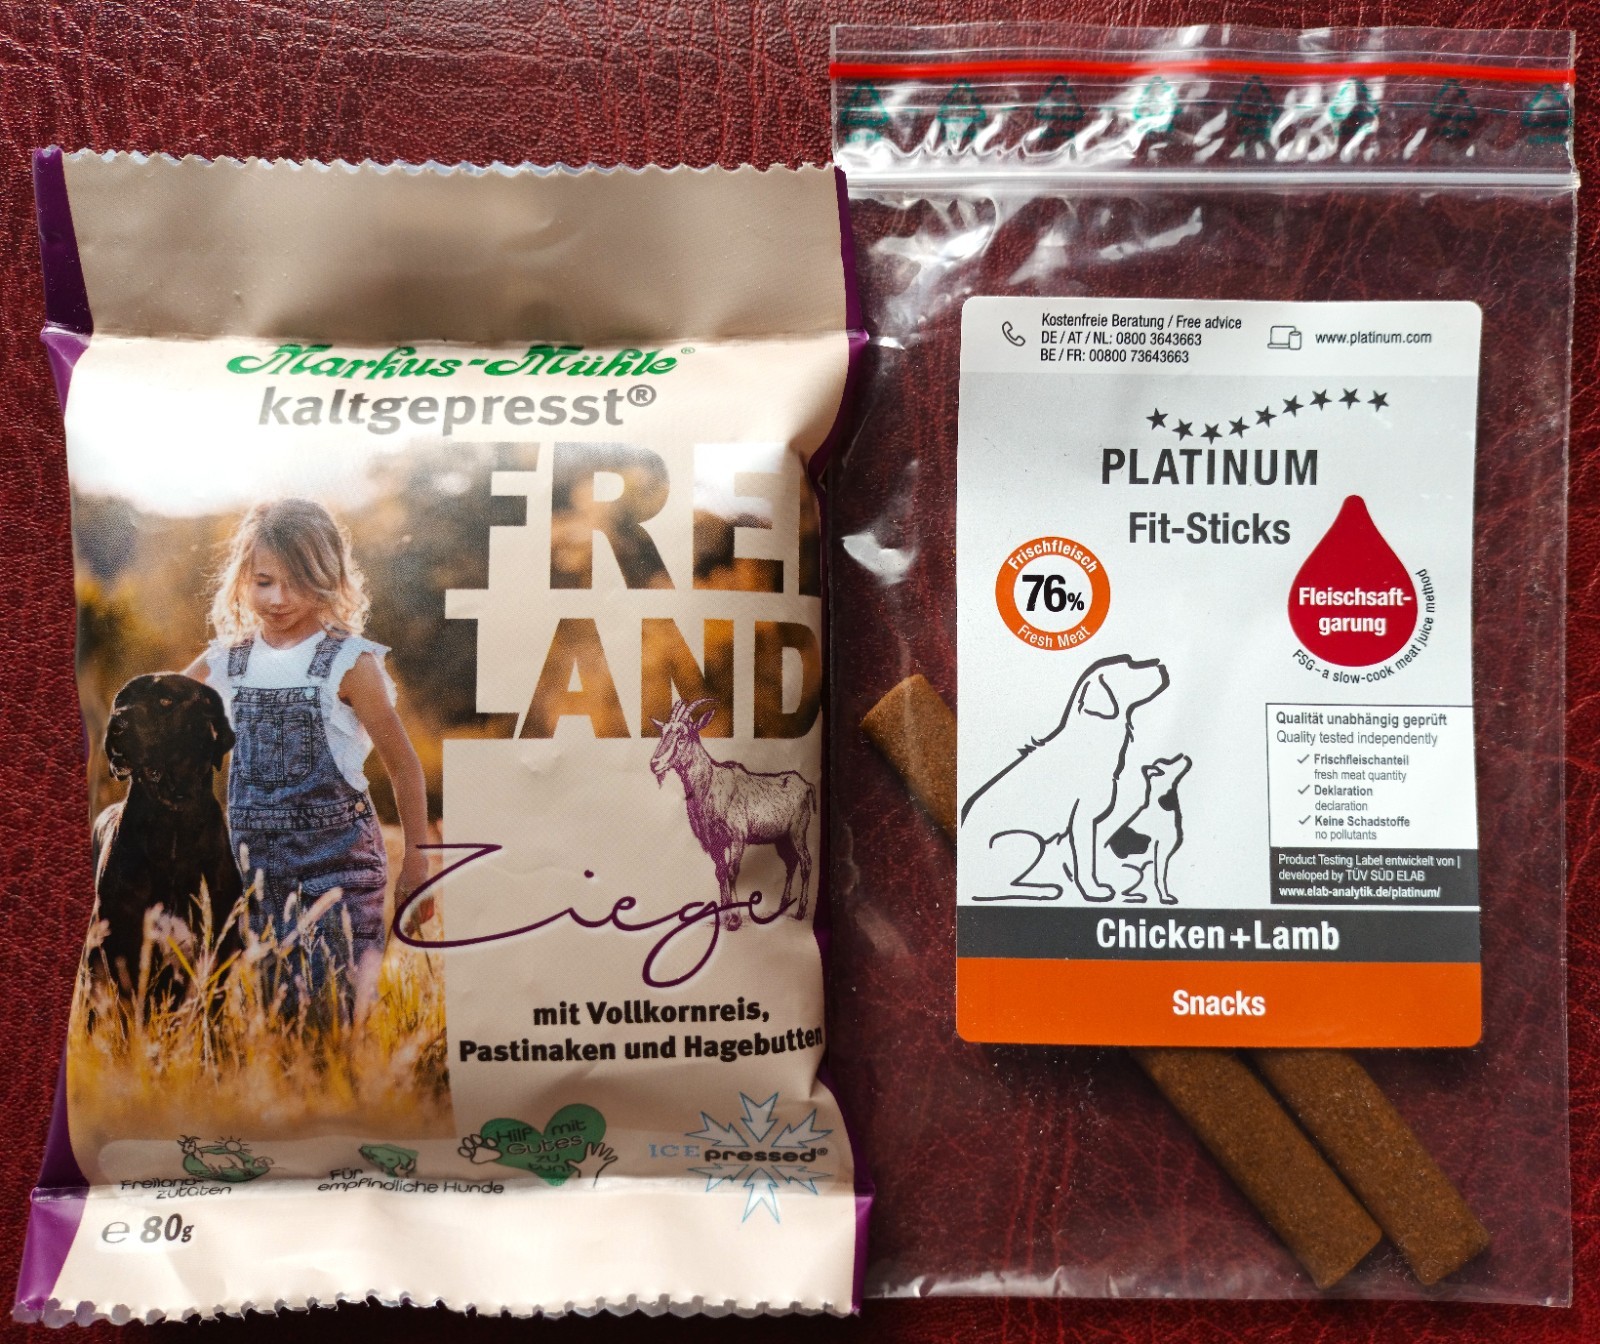 Markus-Mühle®
kaltgepresst®
FREI
LAND
Ziege
mit Vollkornreis,
Pastinaken und Hagebutten
Freiland-
zutaten
Für
empfindliche Hunde
Hilf mit
Gutes
zu
tun!
ICE pressed®
℮ 80g
Kostenfreie Beratung / Free advice
DE / AT / NL: 0800 3643663
BE / FR: 00800 73643663
www.platinum.com
PLATINUM
Fit-Sticks
Frischfleisch
76%
Fresh Meat
Fleischsaft-
garung
FSG – a slow-cook meat juice method
Qualität unabhängig geprüft
Quality tested independently
✓ Frischfleischanteil
fresh meat quantity
✓ Deklaration
declaration
✓ Keine Schadstoffe
no pollutants
Product Testing Label entwickelt von |
developed by TÜV SÜD ELAB
www.elab-analytik.de/platinum/
Chicken+Lamb
Snacks